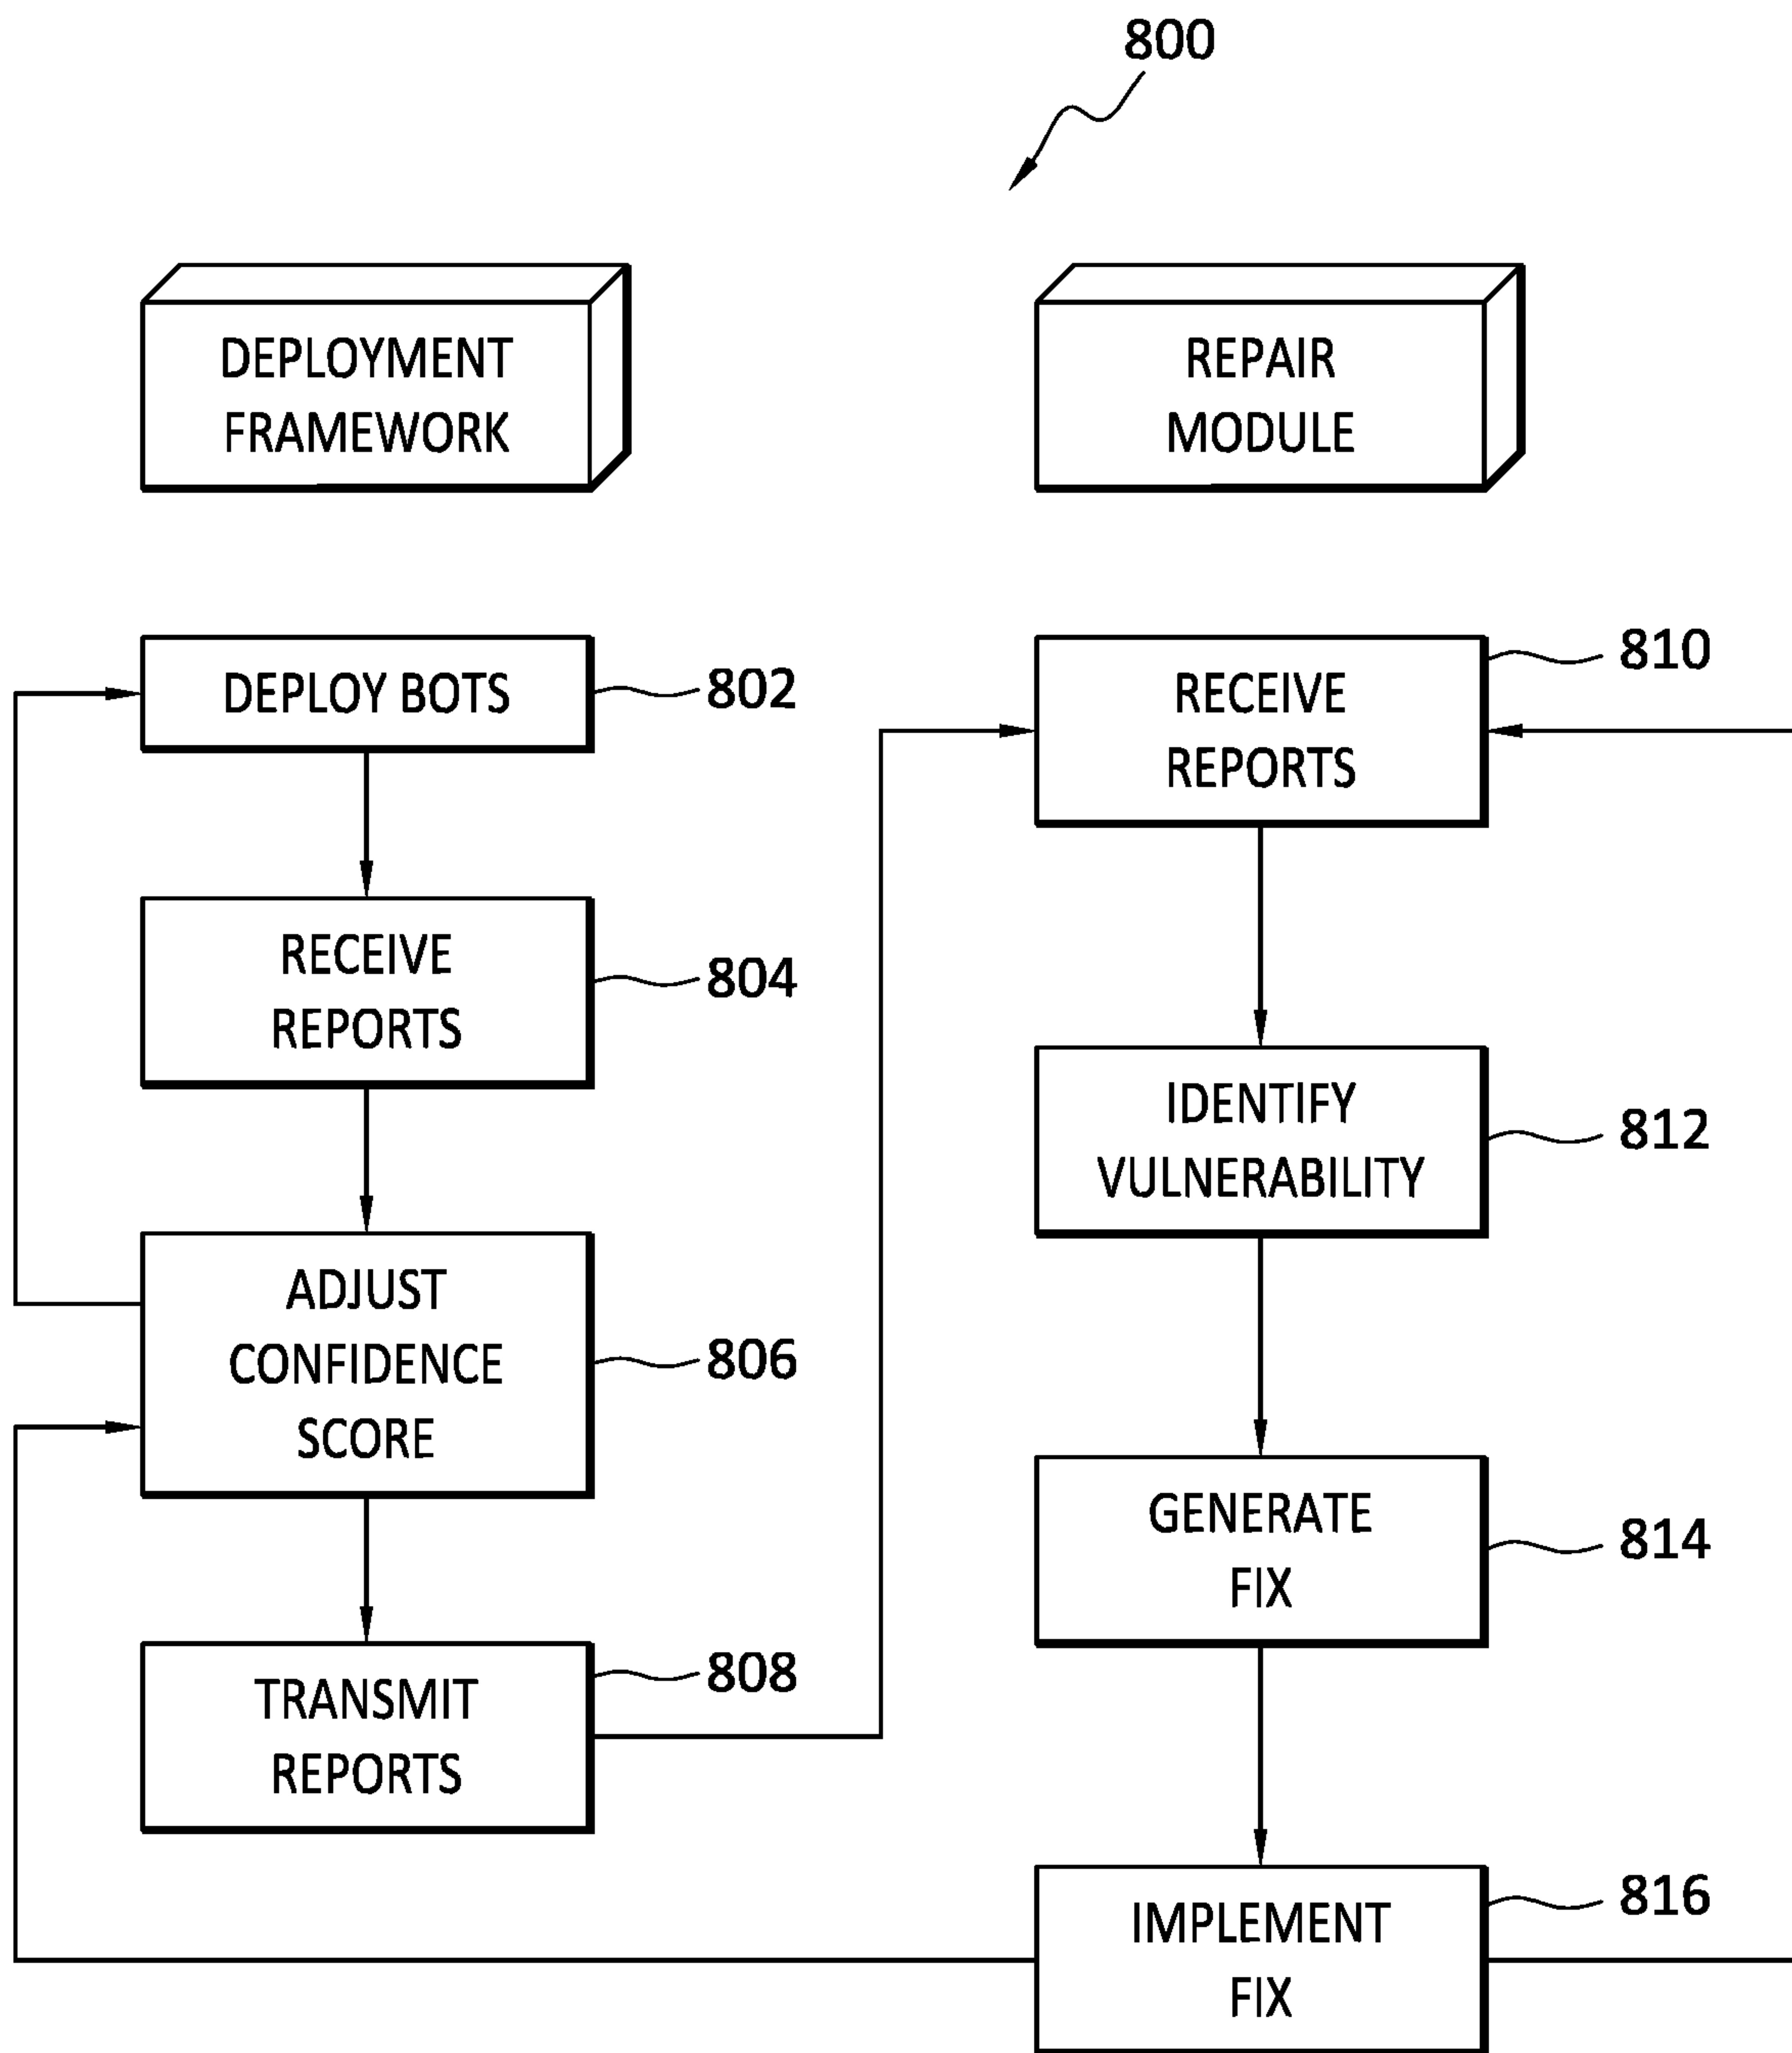 800
DEPLOYMENT
FRAMEWORK
REPAIR
MODULE
DEPLOY BOTS
802
RECEIVE
REPORTS
804
ADJUST
CONFIDENCE
SCORE
806
TRANSMIT
REPORTS
808
RECEIVE
REPORTS
810
IDENTIFY
VULNERABILITY
812
GENERATE
FIX
814
IMPLEMENT
FIX
816